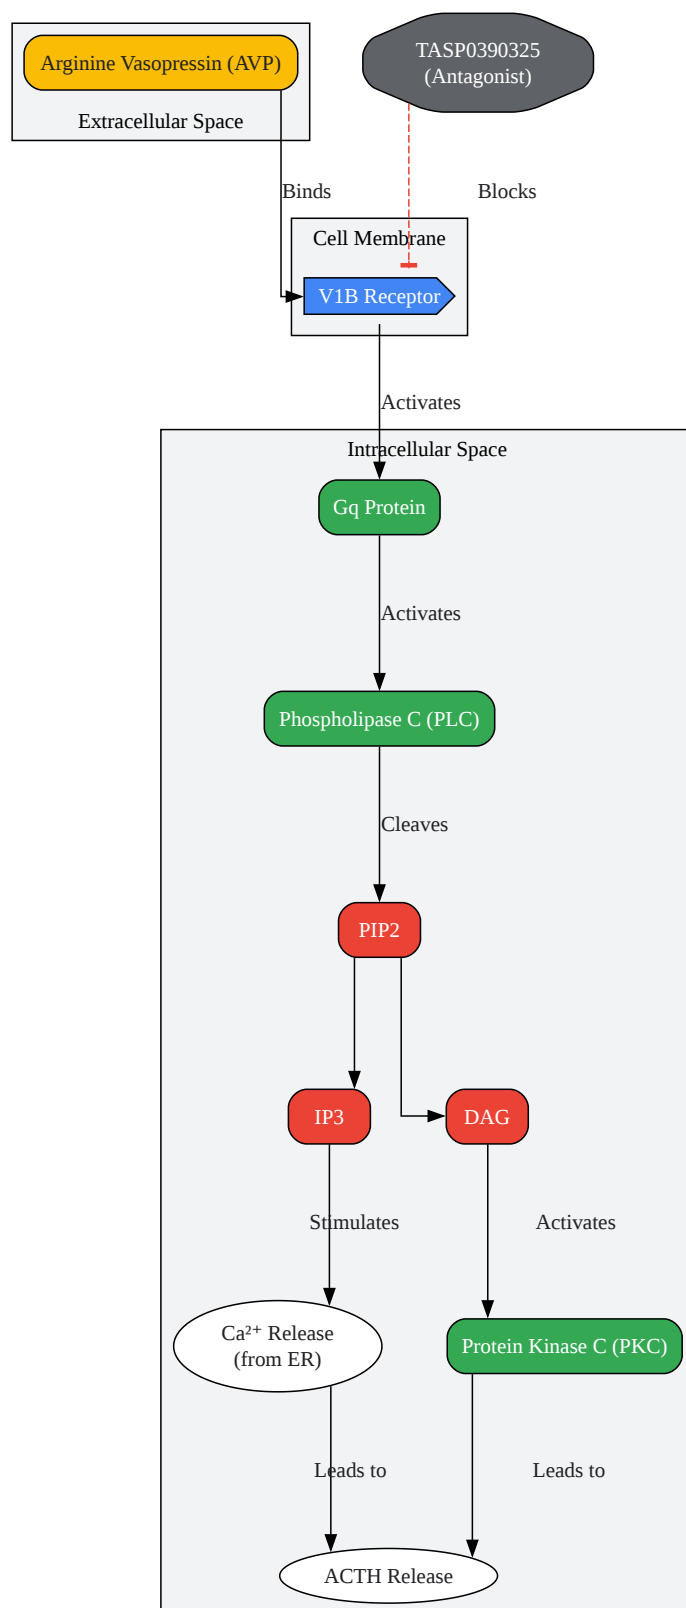 Arginine Vasopressin (AVP)
Extracellular Space
TASP0390325
(Antagonist)
Binds
Blocks
Cell Membrane
V1B Receptor
Activates
Intracellular Space
Gq Protein
Activates
Phospholipase C (PLC)
Cleaves
PIP2
IP3
DAG
Stimulates
Activates
Ca²⁺ Release
(from ER)
Protein Kinase C (PKC)
Leads to
Leads to
ACTH Release